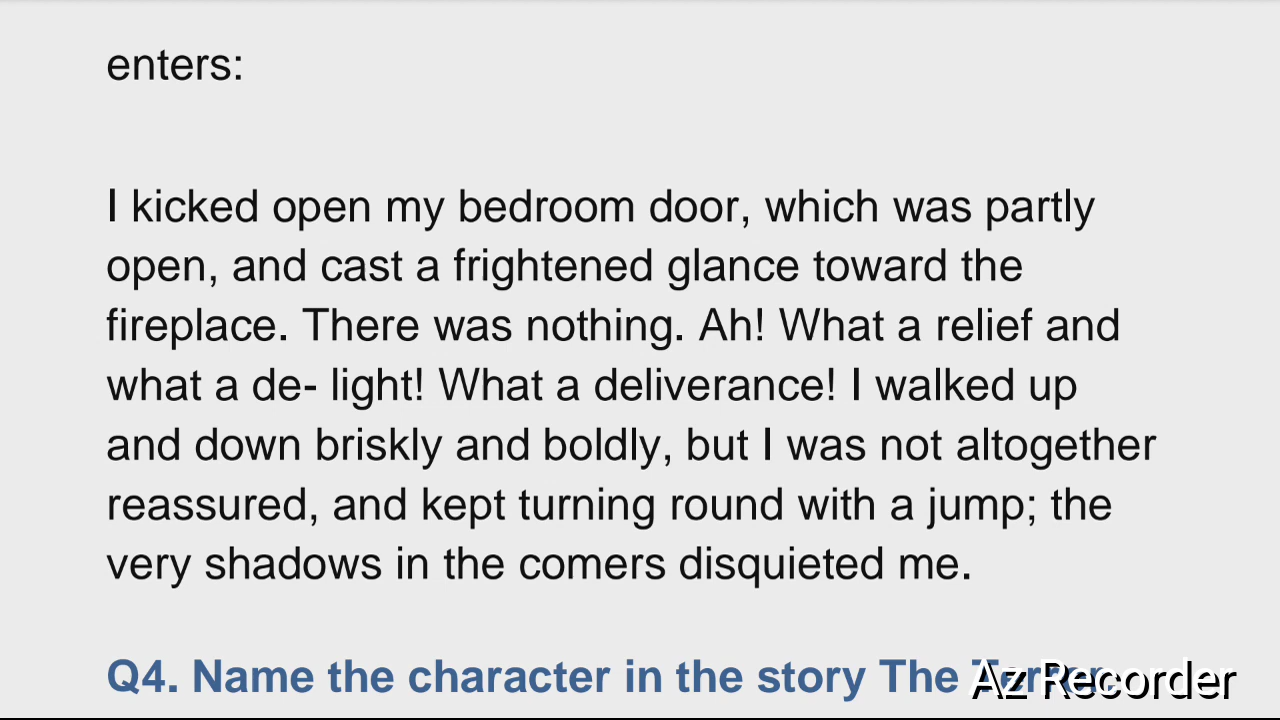 enters:
I kicked open my bedroom door, which was partly
open, and cast a frightened glance toward the
fireplace. There was nothing. Ah! What a relief and
what a de- light! What a deliverance! I walked up
and down briskly and boldly, but I was not altogether
reassured, and kept turning round with a jump; the
very shadows in the comers disquieted me.
Q4. Name the character in the story The
Az Recorder